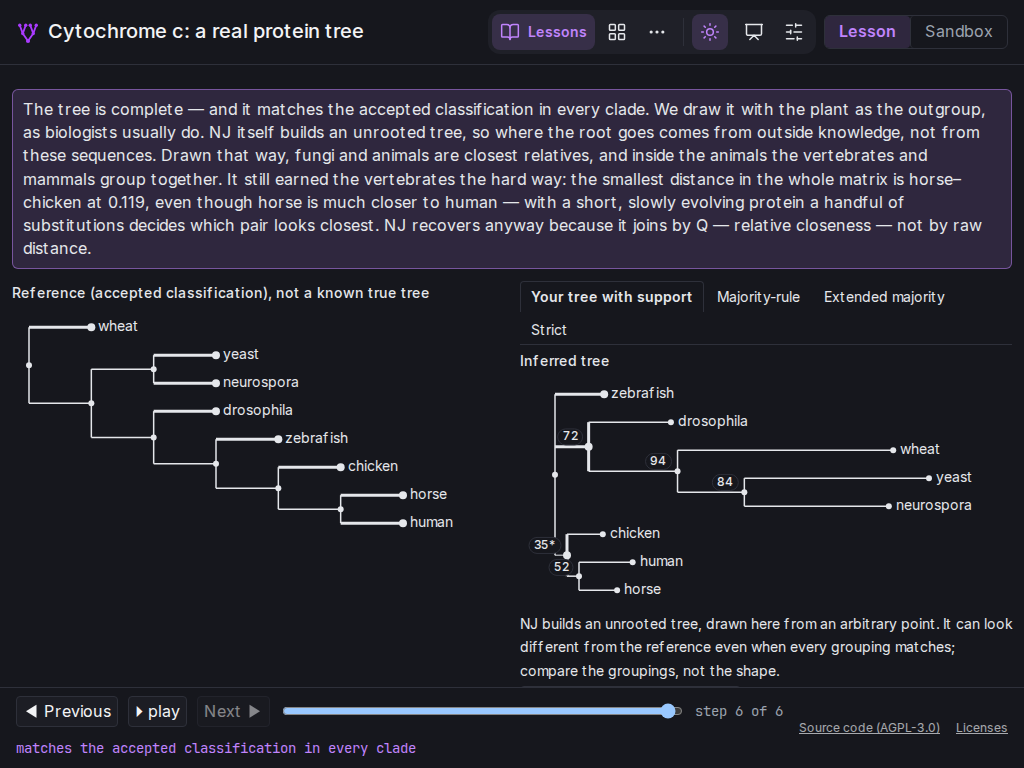 Cytochrome c: a real protein tree
Lessons
Lesson
Sandbox
The tree is complete — and it matches the accepted classification in every clade. We draw it with the plant as the outgroup,
as biologists usually do. NJ itself builds an unrooted tree, so where the root goes comes from outside knowledge, not from
these sequences. Drawn that way, fungi and animals are closest relatives, and inside the animals the vertebrates and
mammals group together. It still earned the vertebrates the hard way: the smallest distance in the whole matrix is horse–
chicken at 0.119, even though horse is much closer to human — with a short, slowly evolving protein a handful of
substitutions decides which pair looks closest. NJ recovers anyway because it joins by Q — relative closeness — not by raw
distance.
Reference (accepted classification), not a known true tree
wheat
yeast
neurospora
drosophila
zebrafish
chicken
horse
human
Your tree with support
Majority-rule
Extended majority
Strict
Inferred tree
zebrafish
drosophila
72
wheat
94
yeast
84
neurospora
chicken
35*
human
52
horse
NJ builds an unrooted tree, drawn here from an arbitrary point. It can look
different from the reference even when every grouping matches;
compare the groupings, not the shape.
◀ Previous
play
Next ▶
step 6 of 6
Source code (AGPL-3.0)
Licenses
matches the accepted classification in every clade